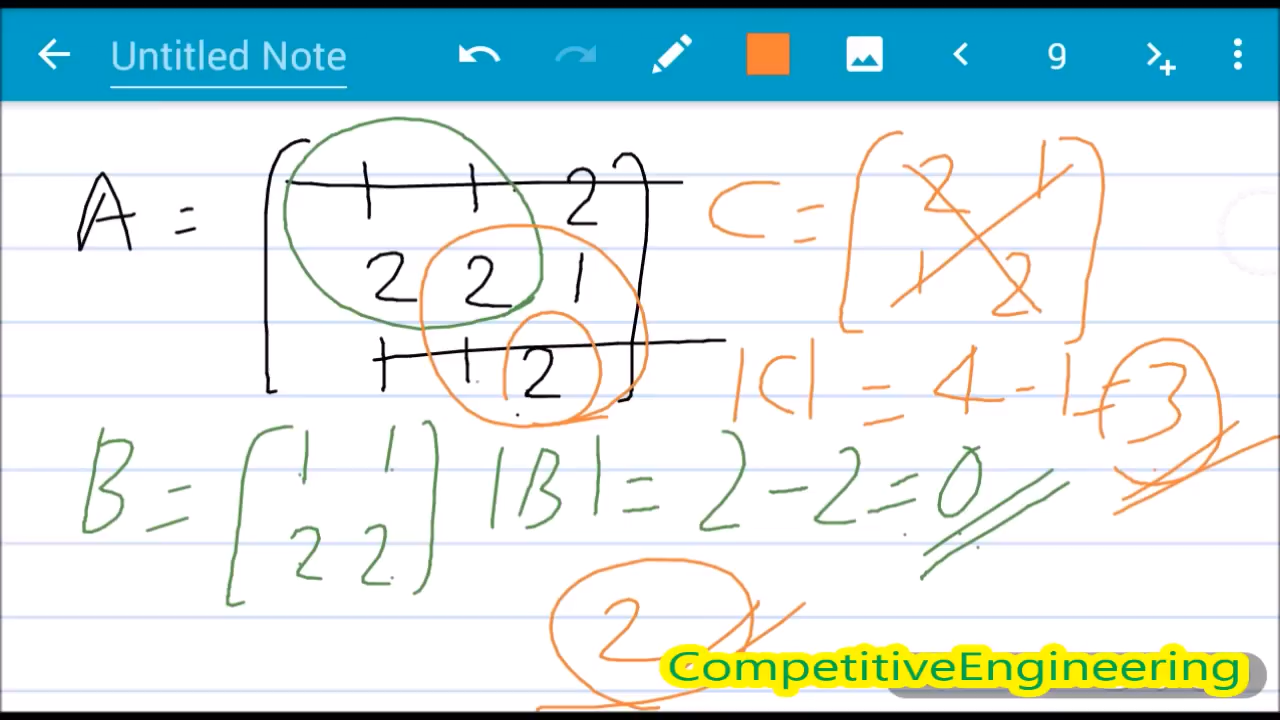 Untitled Note 9
A = [ 1 1 2
2 2 1
1 1 2 ]
C = [ 2 1
1 2 ]
|C| = 4 - 1 = 3
B = [ 1 1
2 2 ]
|B| = 2 - 2 = 0
2
CompetitiveEngineering